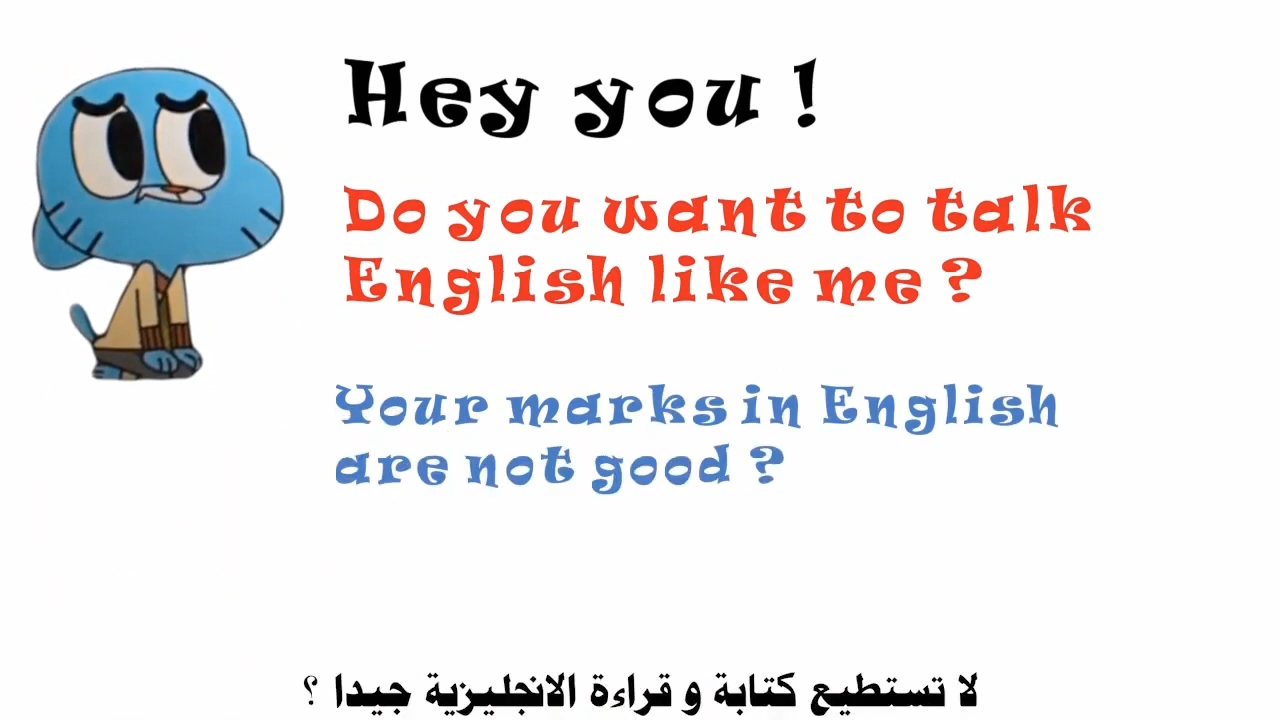 Hey you !
Do you want to talk
English like me ?
Your marks in English
are not good ?
لا تستطيع كتابة و قراءة الانجليزية جيدا ؟